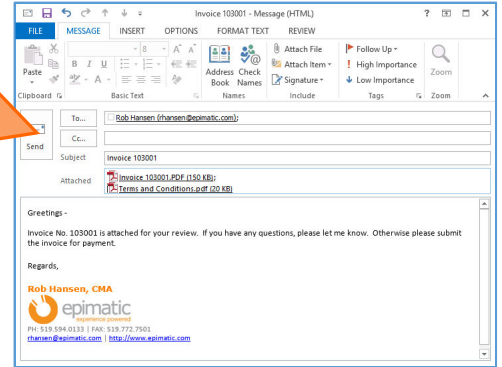 Invoice 103001 - Message (HTML)
FILE MESSAGE INSERT OPTIONS FORMAT TEXT REVIEW
Paste
8
B I U
A
Address Book
Check Names
Attach File
Attach Item
Signature
Follow Up
High Importance
Low Importance
Zoom
Clipboard Basic Text Names Include Tags Zoom
Send
To... Rob Hansen (rhansen@epimatic.com);
Cc...
Subject Invoice 103001
Attached Invoice 103001.PDF (150 KB);
Terms and Conditions.pdf (20 KB)
Greetings -
Invoice No. 103001 is attached for your review. If you have any questions, please let me know. Otherwise please submit
the invoice for payment.
Regards,
Rob Hansen, CMA
epimatic
experience powered
PH: 519.594.0133 | FAX: 519.772.7501
rhansen@epimatic.com | http://www.epimatic.com